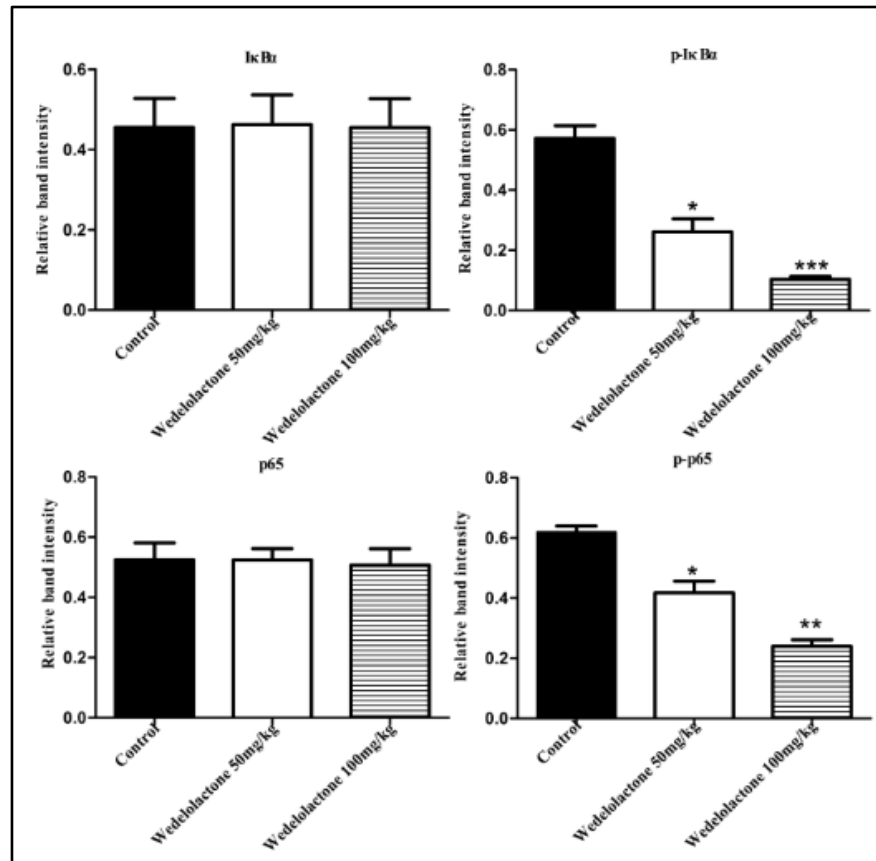 IκBα
Relative band intensity
0.6
0.4
0.2
0.0
Control
Wedelolactone 50mg/kg
Wedelolactone 100mg/kg
p-IκBα
Relative band intensity
0.8
0.6
0.4
0.2
0.0
*
***
Control
Wedelolactone 50mg/kg
Wedelolactone 100mg/kg
p65
Relative band intensity
0.8
0.6
0.4
0.2
0.0
Control
Wedelolactone 50mg/kg
Wedelolactone 100mg/kg
p-p65
Relative band intensity
0.8
0.6
0.4
0.2
0.0
*
**
Control
Wedelolactone 50mg/kg
Wedelolactone 100mg/kg